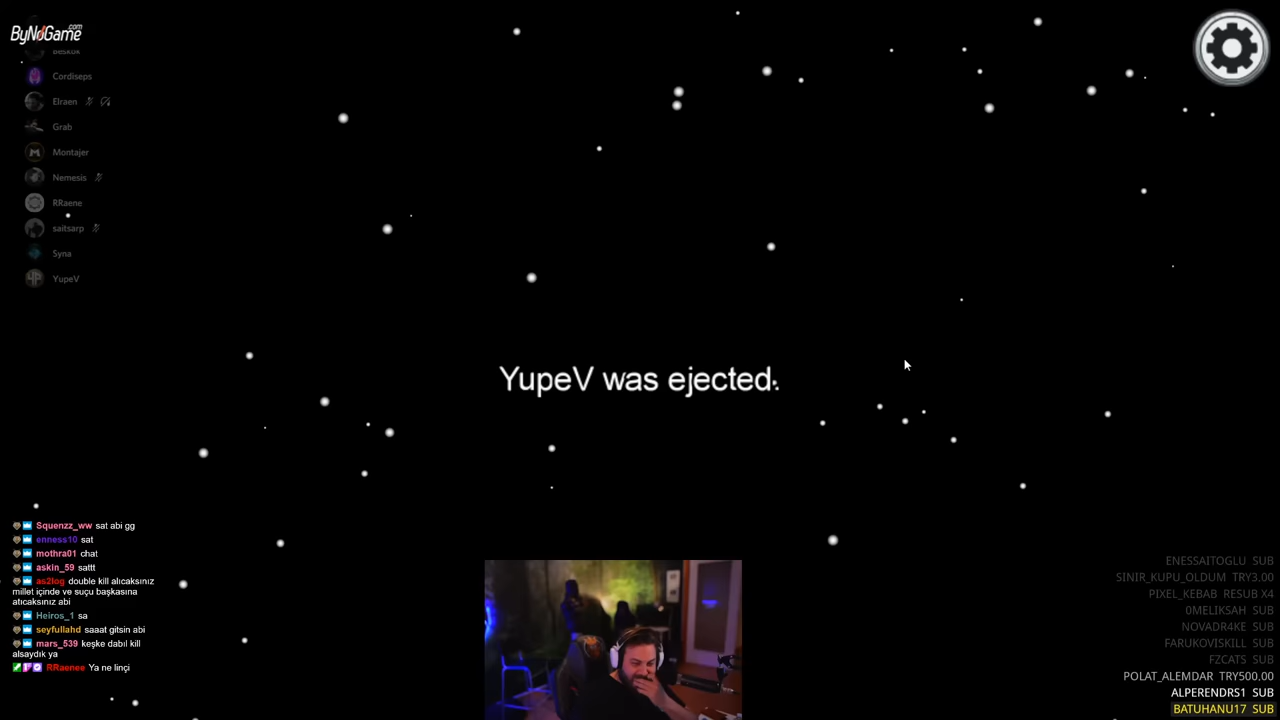 ByNoGame.com
Beskok
Cordiseps
Elraen
Grab
Montajer
Nemesis
RRaene
saitsarp
Syna
YupeV
YupeV was ejected.
Squenzz_ww sat abi gg
enness10 sat
mothra01 chat
askin_59 sattt
as2log double kill alıcaksınız
millet içinde ve suçu başkasına
atıcaksınız abi
Heiros_1 sa
seyfullahd saaat gitsin abi
mars_539 keşke dabıl kill
alsaydık ya
RRaenee Ya ne linçi
ENESSAITOGLU SUB
SINIR_KUPU_OLDUM TRY3.00
PIXEL_KEBAB RESUB X4
0MELIKSAH SUB
NOVADR4KE SUB
FARUKOVISKILL SUB
FZCATS SUB
POLAT_ALEMDAR TRY500.00
ALPERENDRS1 SUB
BATUHANU17 SUB